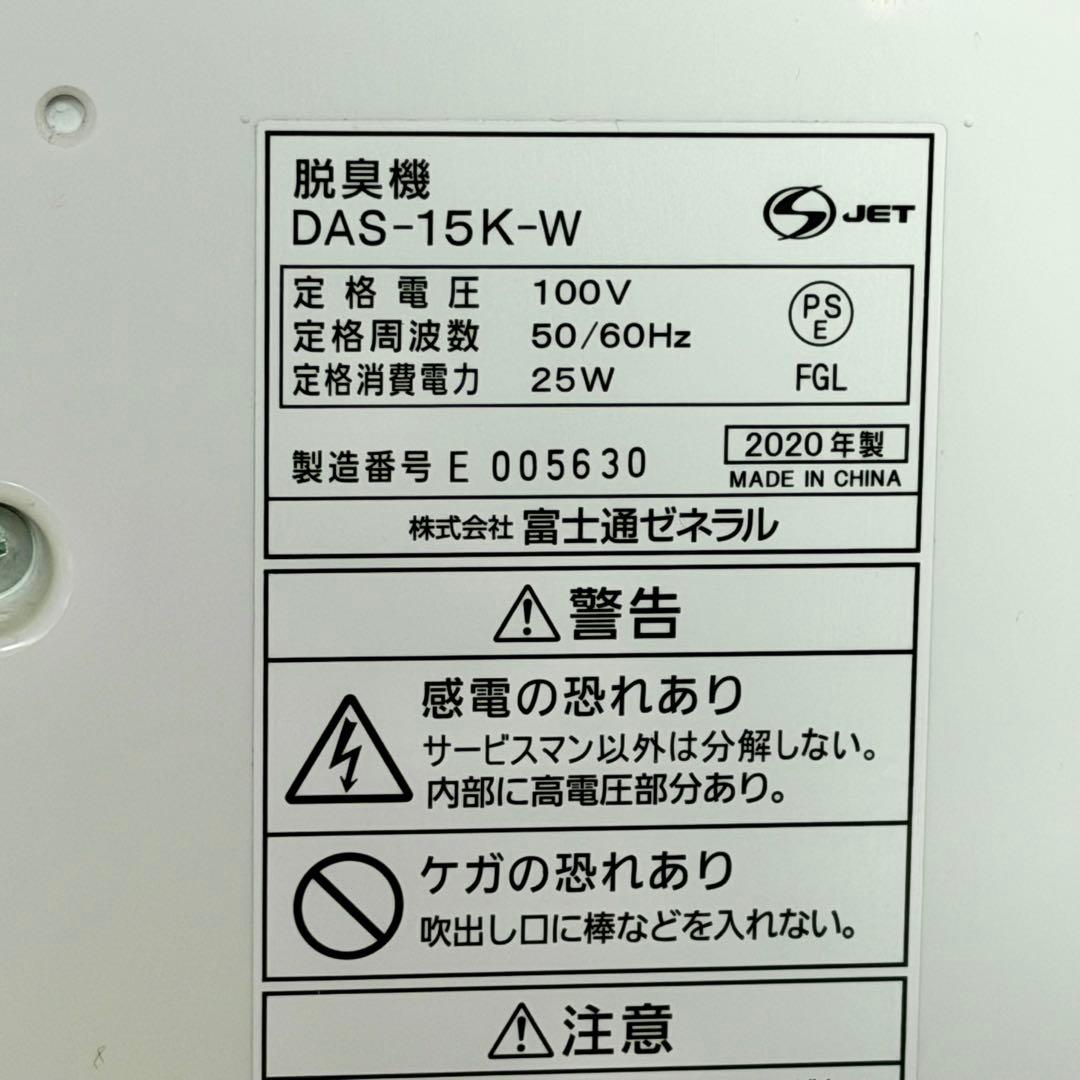 脱臭機
DAS-15K-W
S JET
定格電圧 100V
定格周波数 50/60Hz
定格消費電力 25W
PS
E
FGL
製造番号 E 005630
2020年製
MADE IN CHINA
株式会社 富士通ゼネラル
警告
感電の恐れあり
サービスマン以外は分解しない。
内部に高電圧部分あり。
ケガの恐れあり
吹出し口に棒などを入れない。
注意